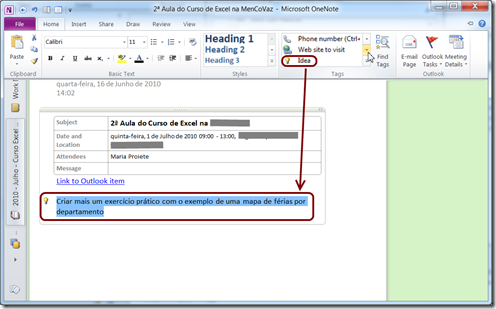 2ª Aula do Curso de Excel na MenCoVaz - Microsoft OneNote
File Home Insert Share Draw Review View
Calibri 11
Heading 1
Heading 2
Heading 3
Phone number (Ctrl+
Web site to visit
Idea
Paste
Find Tags
E-mail Page
Outlook Tasks
Meeting Details
Clipboard
Basic Text
Styles
Tags
Outlook
quarta-feira, 16 de Junho de 2010
14:02
Subject 2ª Aula do Curso de Excel na
Date and Location quinta-feira, 1 de Julho de 2010 09:00 - 13:00,
Attendees Maria Proiete
Message
Link to Outlook item
Criar mais um exercício prático com o exemplo de uma mapa de férias por
departamento
2010 - Julho - Curso Excel ...